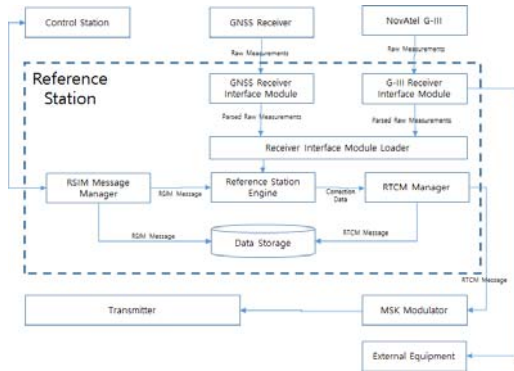 Control Station
GNSS Receiver
NovAtel G-III
Raw Measurements
Raw Measurements
Reference
Station
GNSS Receiver
Interface Module
G-III Receiver
Interface Module
Parsed Raw Measurements
Parsed Raw Measurements
Receiver Interface Module Loader
RSIM Message
Manager
RSIM Message
Reference Station
Engine
Correction
Data
RTCM Manager
RSIM Message
Data Storage
RTCM Message
RTCM Message
Transmitter
MSK Modulator
External Equipment